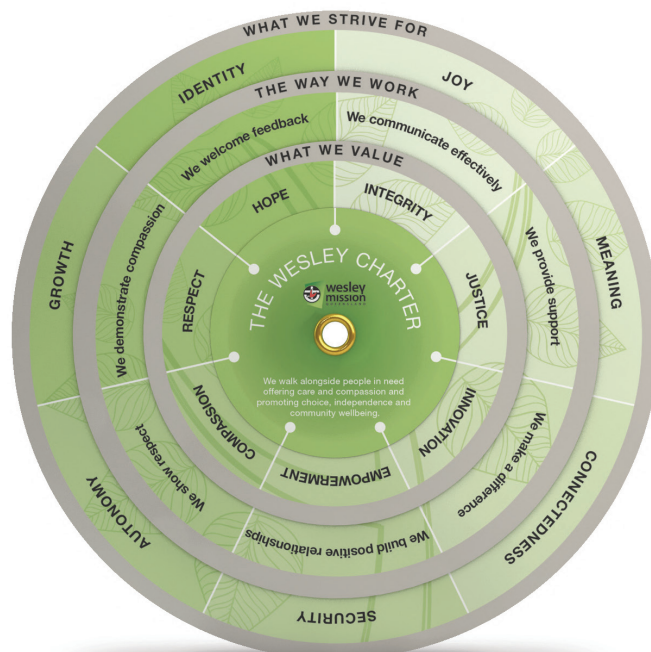 WHAT WE STRIVE FOR
IDENTITY
JOY
MEANING
CONNECTEDNESS
SECURITY
AUTONOMY
GROWTH
THE WAY WE WORK
We welcome feedback
We communicate effectively
We provide support
We make a difference
We build positive relationships
We show respect
We demonstrate compassion
WHAT WE VALUE
HOPE
INTEGRITY
JUSTICE
INNOVATION
EMPOWERMENT
COMPASSION
RESPECT
THE WESLEY CHARTER
wesley
mission
QUEENSLAND
We walk alongside people in need
offering care and compassion and
promoting choice, independence and
community wellbeing.